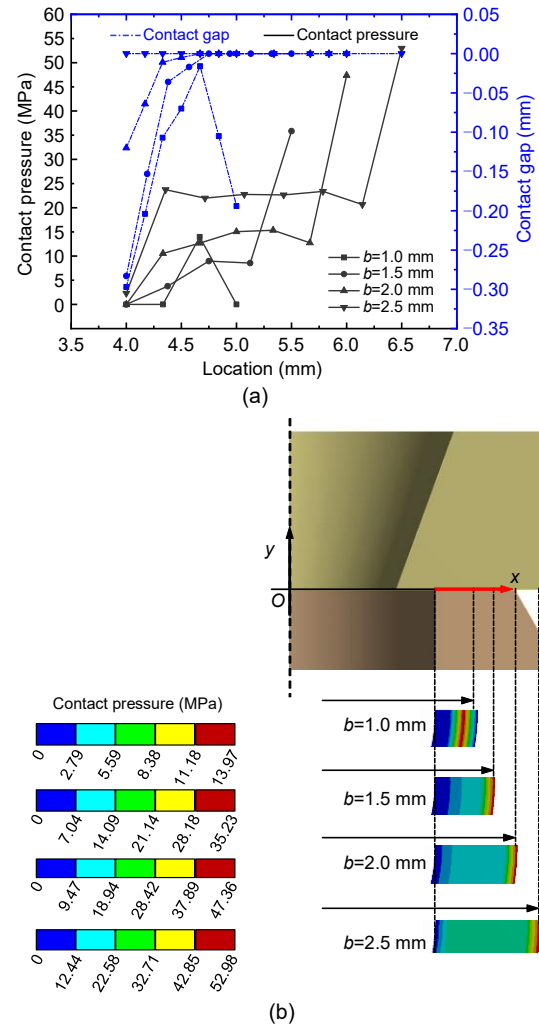 Contact gap
Contact pressure
60
55
50
45
40
35
30
25
20
15
10
5
0
-5
Contact pressure (MPa)
0.05
0.00
−0.05
−0.10
−0.15
−0.20
−0.25
−0.30
−0.35
Contact gap (mm)
b=1.0 mm
b=1.5 mm
b=2.0 mm
b=2.5 mm
3.5 4.0 4.5 5.0 5.5 6.0 6.5 7.0
Location (mm)
(a)
y
x
O
Contact pressure (MPa)
0 2.79 5.59 8.38 11.18 13.97
0 7.04 14.09 21.14 28.18 35.23
0 9.47 18.94 28.42 37.89 47.36
0 12.44 22.58 32.71 42.85 52.98
b=1.0 mm
b=1.5 mm
b=2.0 mm
b=2.5 mm
(b)